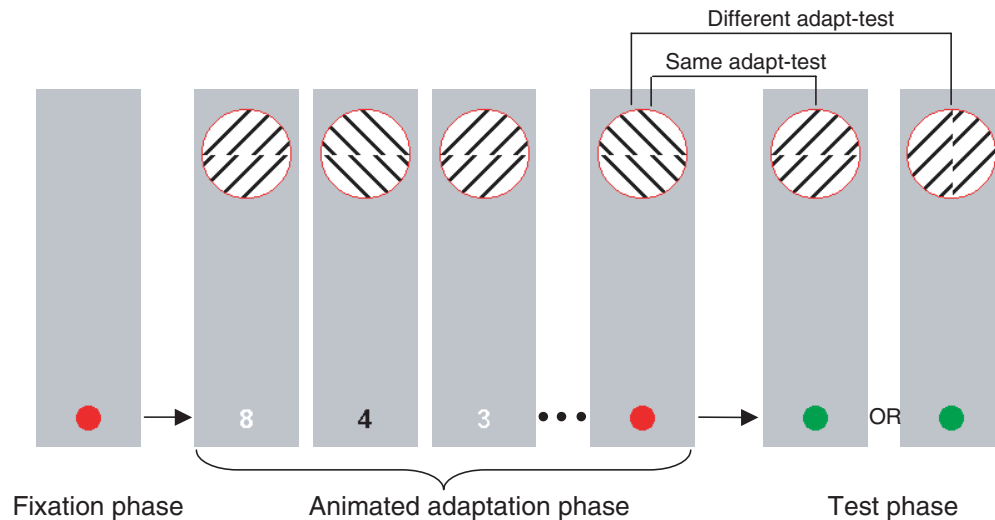 Different adapt-test
Same adapt-test
8
4
3
OR
Fixation phase
Animated adaptation phase
Test phase